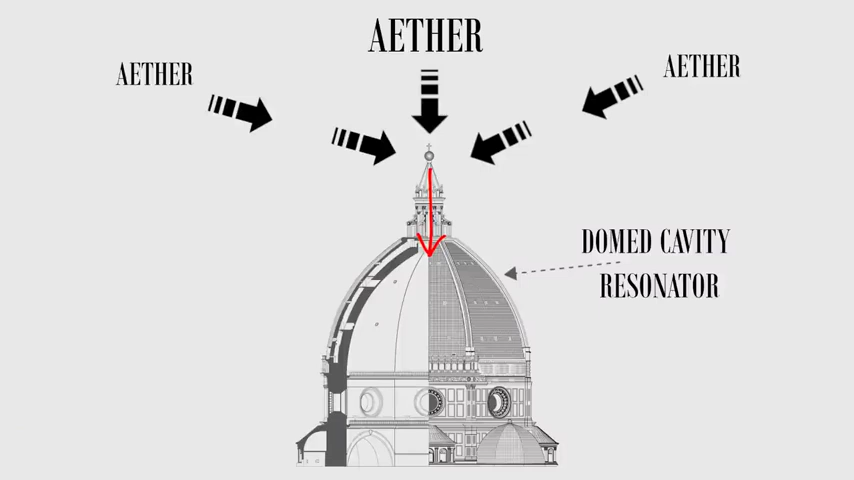 AETHER
AETHER
AETHER
DOMED CAVITY
RESONATOR